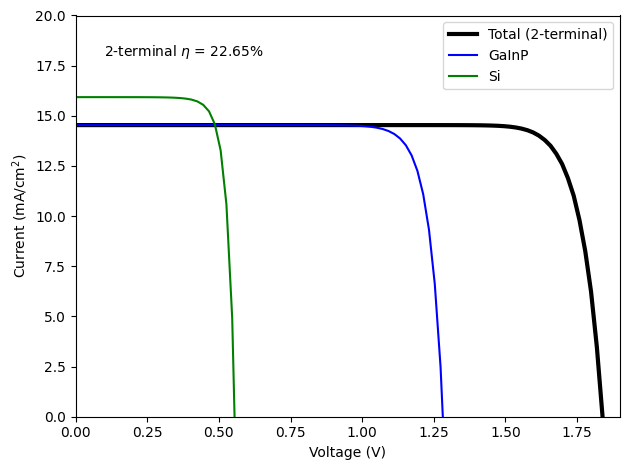 2-terminal η = 22.65%
Total (2-terminal)
GaInP
Si
Current (mA/cm²)
20.0
17.5
15.0
12.5
10.0
7.5
5.0
2.5
0.0
0.00 0.25 0.50 0.75 1.00 1.25 1.50 1.75
Voltage (V)